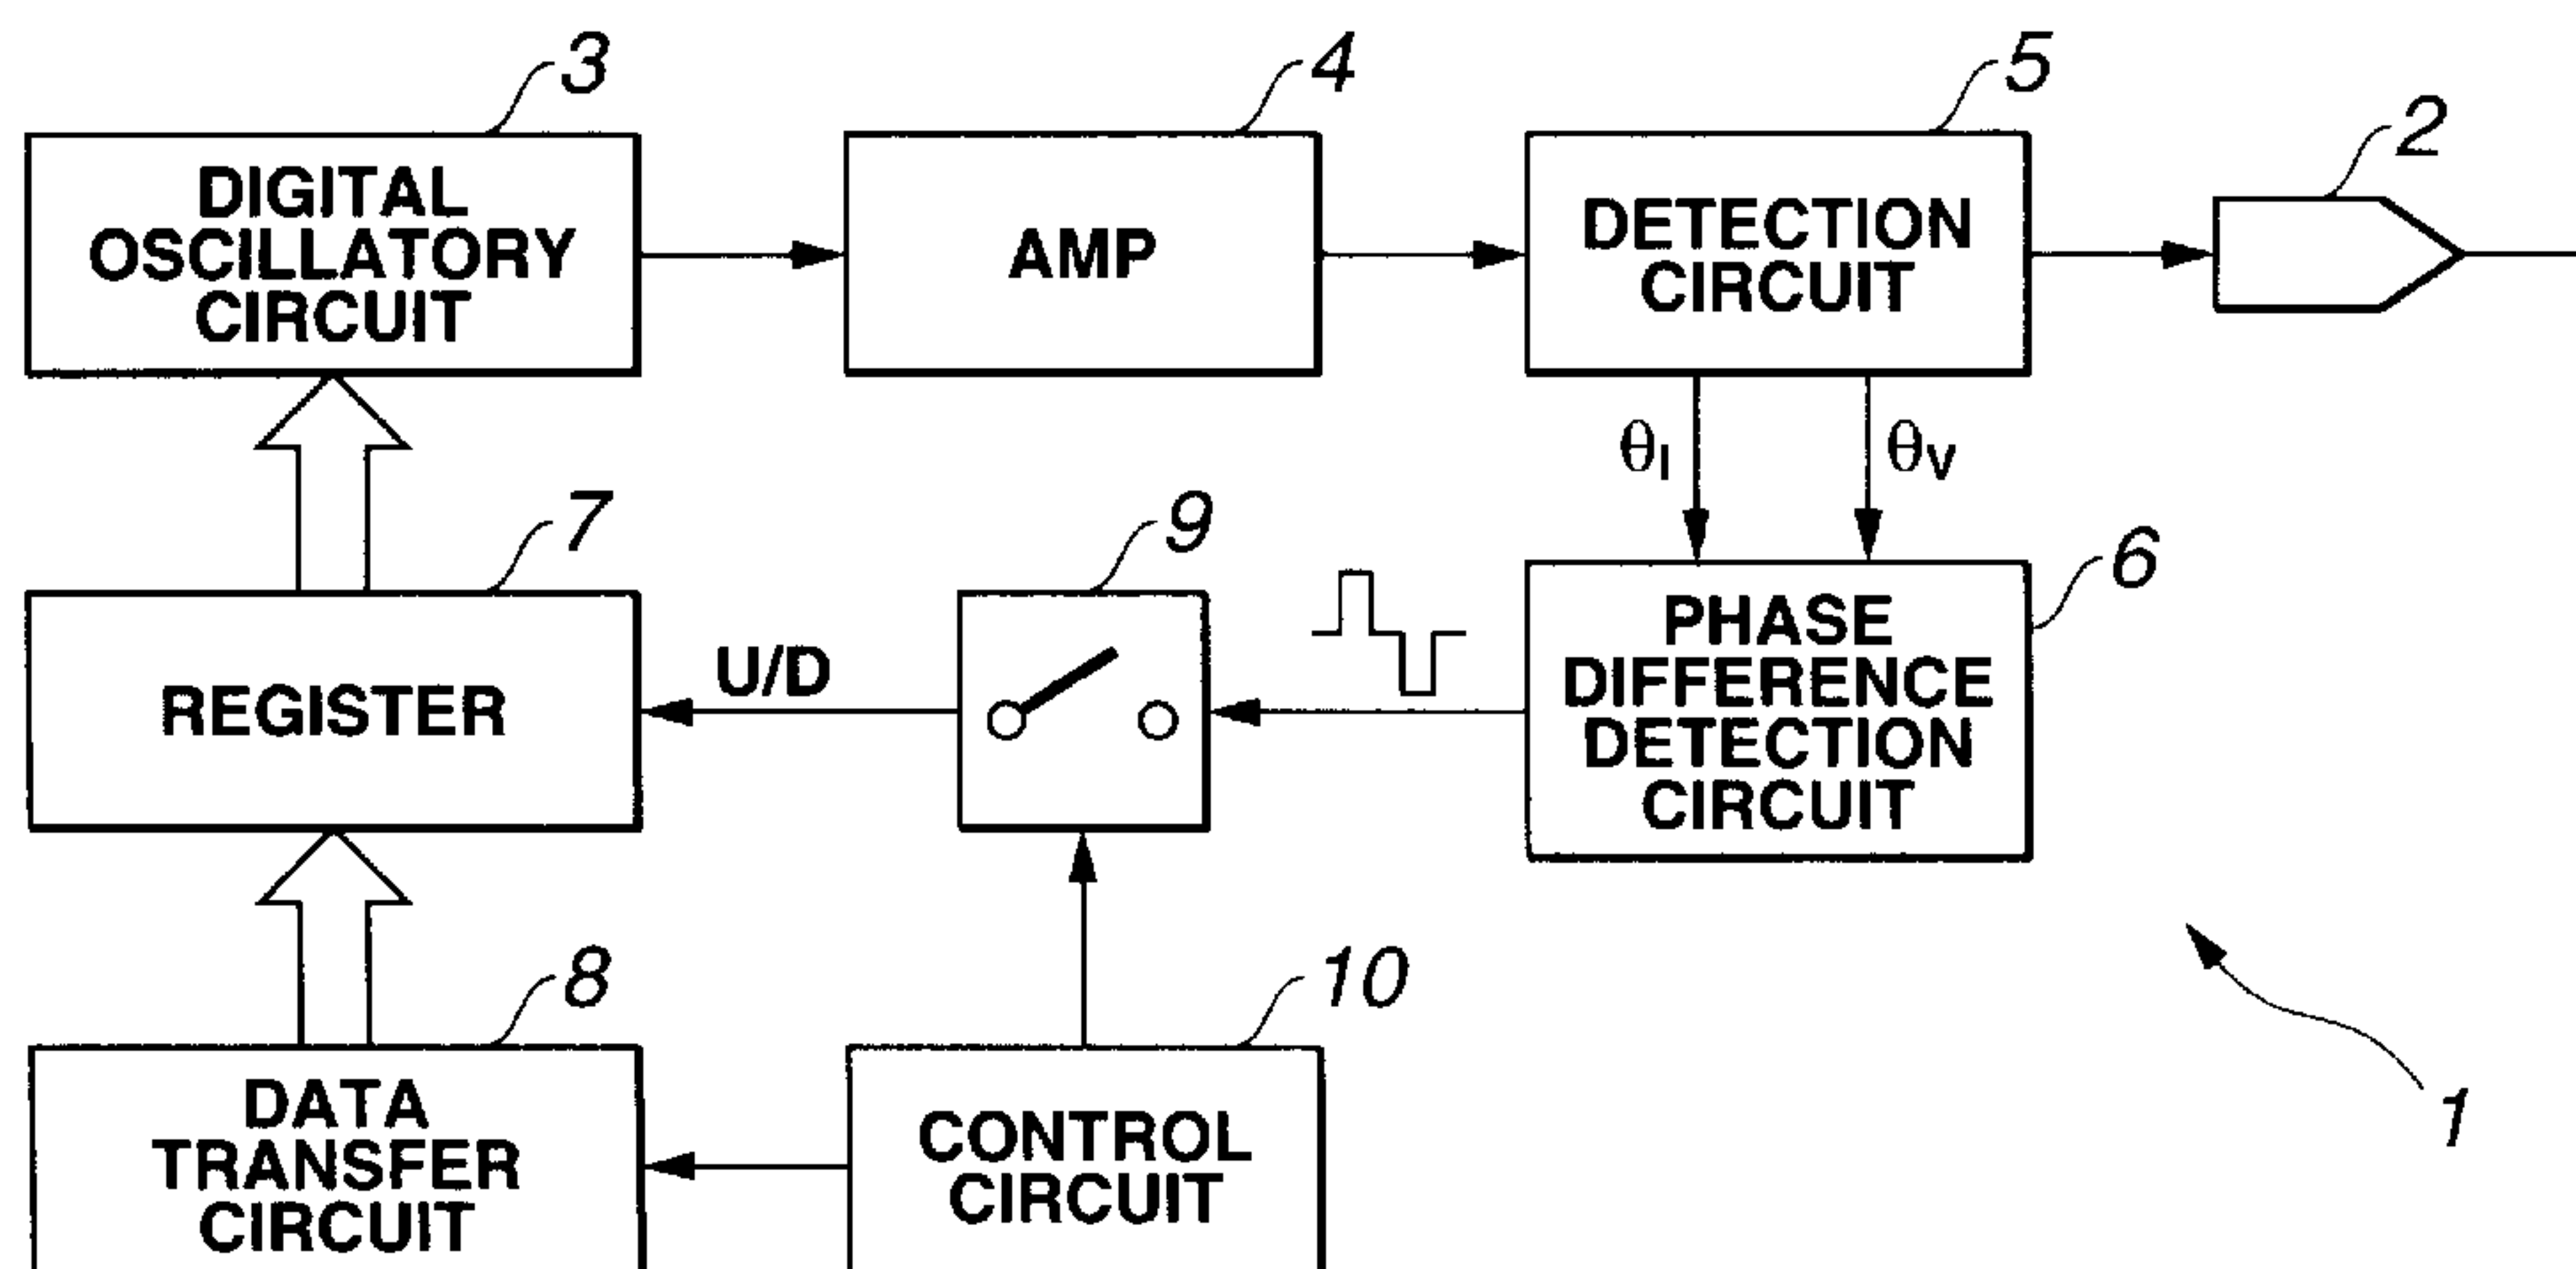 3
4
5
2
DIGITAL
OSCILLATORY
CIRCUIT
AMP
DETECTION
CIRCUIT
θI
θV
7
9
6
REGISTER
U/D
PHASE
DIFFERENCE
DETECTION
CIRCUIT
8
10
1
DATA
TRANSFER
CIRCUIT
CONTROL
CIRCUIT